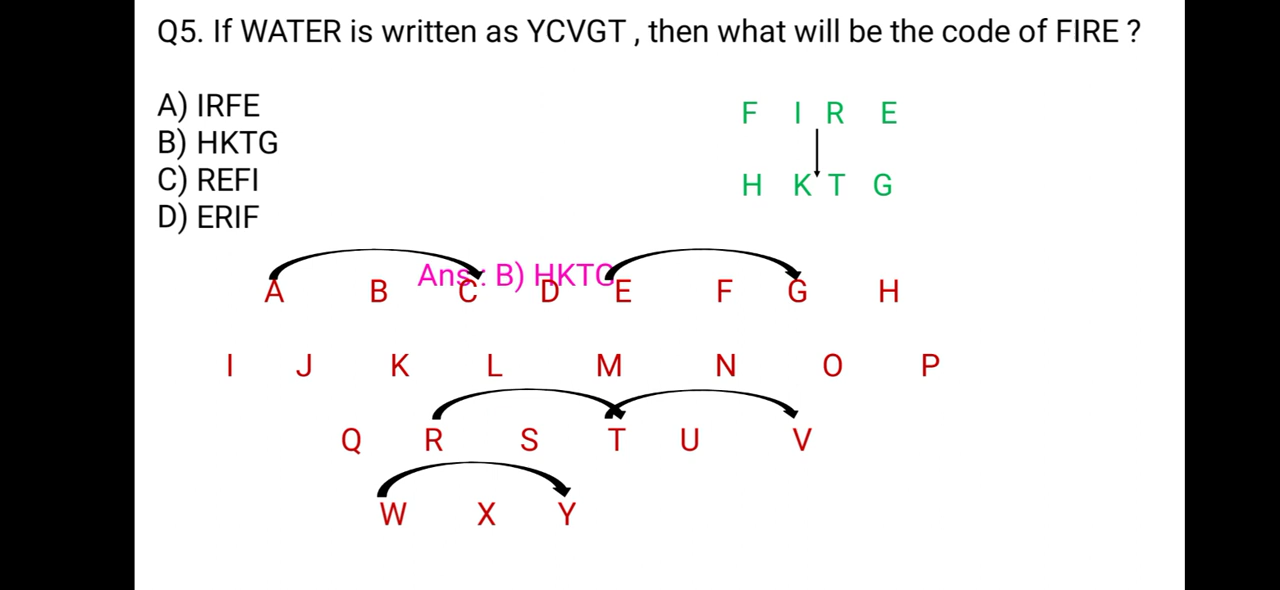 Q5. If WATER is written as YCVGT , then what will be the code of FIRE ?
A) IRFE
B) HKTG
C) REFI
D) ERIF
F I R E
H K T G
Ans : B) HKTG
A B C D E F G H
I J K L M N O P
Q R S T U V
W X Y